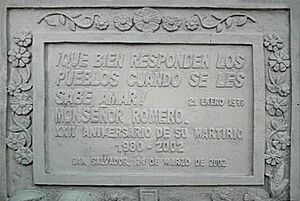 ¡QUE BIEN RESPONDEN LOS
PUEBLOS CUANDO SE LES
SABE AMAR!
21 ENERO 1979
MONSEÑOR ROMERO.
XXII ANIVERSARIO DE SU MARTIRIO
1980-2002
SAN SALVADOR, 24 DE MARZO DE 2002